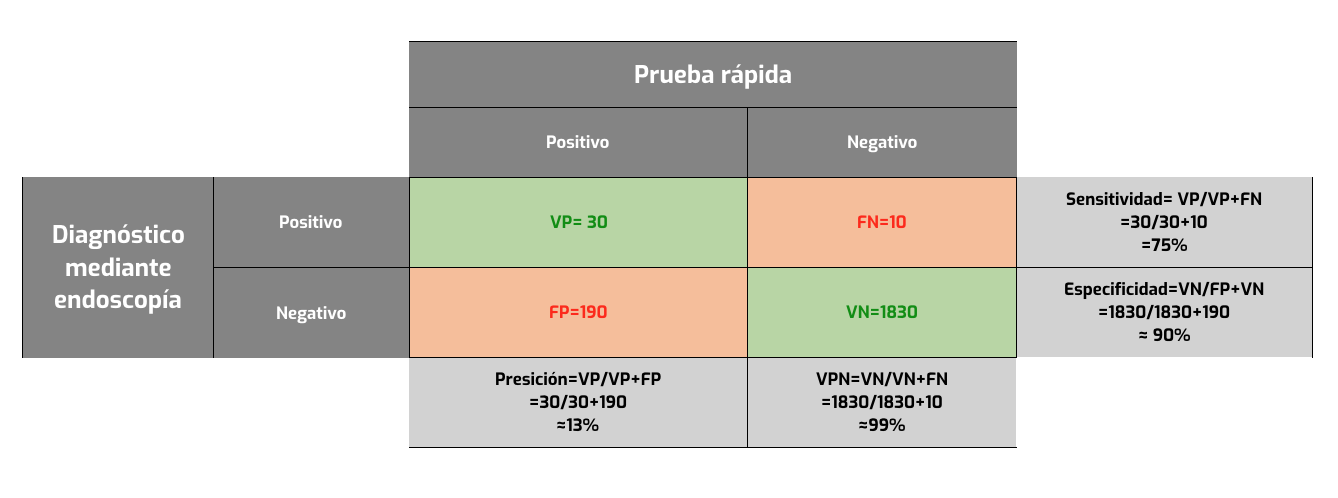 Prueba rápida
Positivo
Negativo
Diagnóstico
mediante
endoscopía
Positivo
VP= 30
FN=10
Sensitividad= VP/VP+FN
=30/30+10
=75%
Negativo
FP=190
VN=1830
Especificidad=VN/FP+VN
=1830/1830+190
≈ 90%
Presición=VP/VP+FP
=30/30+190
≈13%
VPN=VN/VN+FN
=1830/1830+10
≈99%